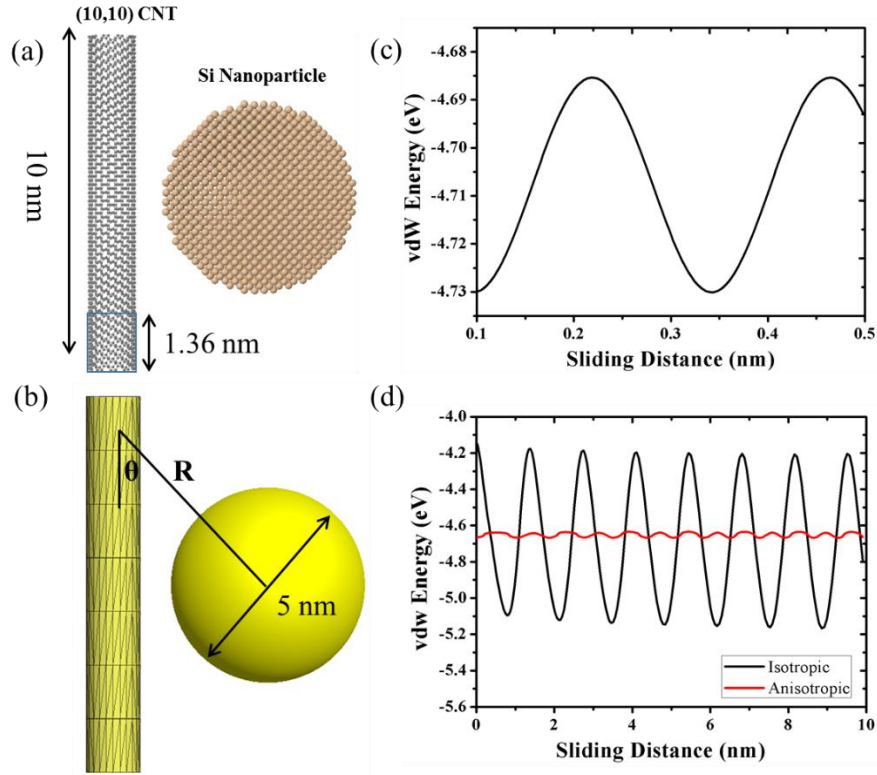 (10,10) CNT
(a)
Si Nanoparticle
10 nm
1.36 nm
(b)
θ
R
5 nm
(c)
-4.68
-4.69
-4.70
-4.71
-4.72
-4.73
vdW Energy (eV)
0.1 0.2 0.3 0.4 0.5
Sliding Distance (nm)
(d)
-4.0
-4.2
-4.4
-4.6
-4.8
-5.0
-5.2
-5.4
-5.6
vdw Energy (eV)
Isotropic
Anisotropic
0 2 4 6 8 10
Sliding Distance (nm)